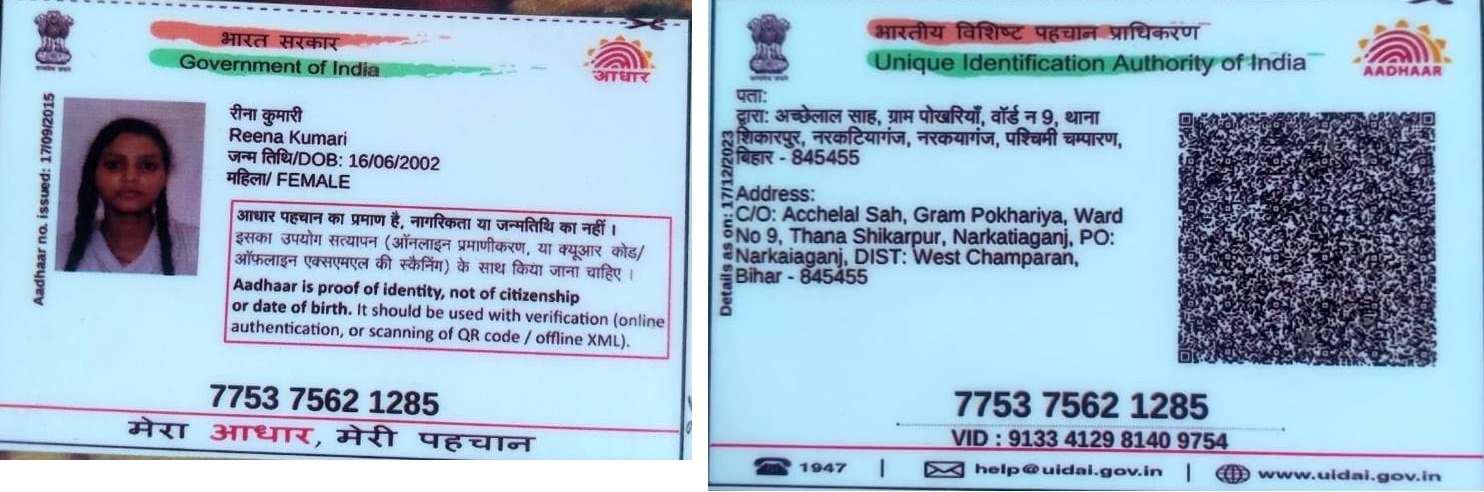 भारत सरकार
Government of India
आधार
Aadhaar no. issued: 17/09/2015
रीना कुमारी
Reena Kumari
जन्म तिथि/DOB: 16/06/2002
महिला/ FEMALE
आधार पहचान का प्रमाण है, नागरिकता या जन्मतिथि का नहीं ।
इसका उपयोग सत्यापन (ऑनलाइन प्रमाणीकरण, या क्यूआर कोड/
ऑफलाइन एक्सएमएल की स्कैनिंग) के साथ किया जाना चाहिए ।
Aadhaar is proof of identity, not of citizenship
or date of birth. It should be used with verification (online
authentication, or scanning of QR code / offline XML).
7753 7562 1285
मेरा आधार, मेरी पहचान
भारतीय विशिष्ट पहचान प्राधिकरण
Unique Identification Authority of India
AADHAAR
Details as on: 17/12/2023
पता:
द्वारा: अच्छेलाल साह, ग्राम पोखरियाँ, वॉर्ड न 9, थाना
शिकारपुर, नरकटियागंज, नरकयागंज, पश्चिमी चम्पारण,
बिहार - 845455
Address:
C/O: Acchelal Sah, Gram Pokhariya, Ward
No 9, Thana Shikarpur, Narkatiaganj, PO:
Narkaiaganj, DIST: West Champaran,
Bihar - 845455
7753 7562 1285
VID : 9133 4129 8140 9754
1947 | help@uidai.gov.in | www.uidai.gov.in